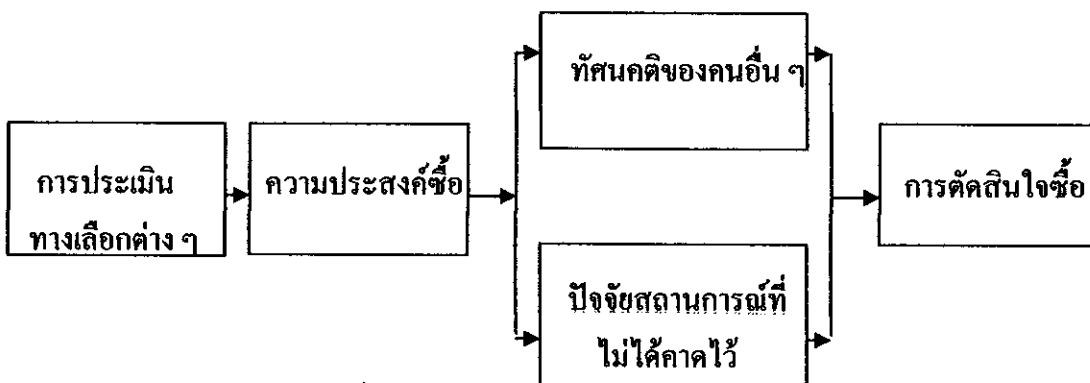 ทัศนคติของคนอื่น ๆ
การประเมิน
ทางเลือกต่าง ๆ
ความประสงค์ซื้อ
การตัดสินใจซื้อ
ปัจจัยสถานการณ์ที่
ไม่ได้คาดไว้